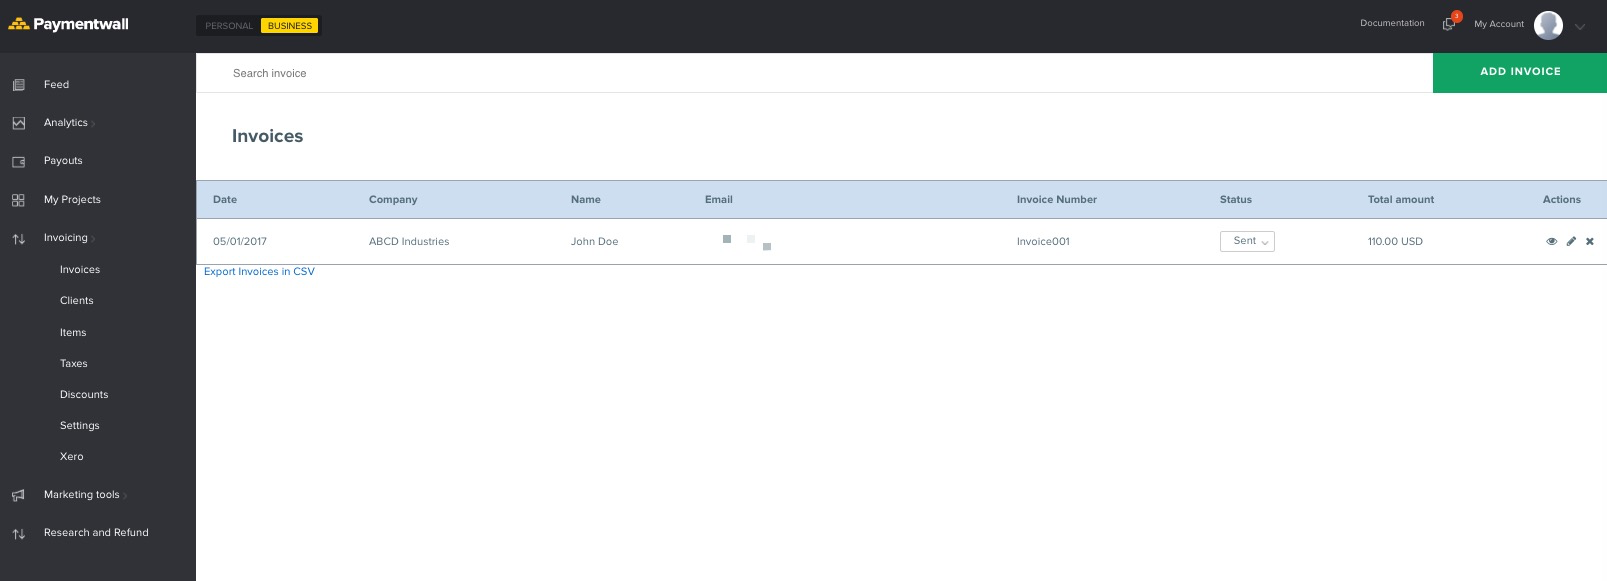 Paymentwall
PERSONAL BUSINESS
Documentation 3 My Account
Feed
Analytics
Payouts
My Projects
Invoicing
Invoices
Clients
Items
Taxes
Discounts
Settings
Xero
Marketing tools
Research and Refund
Search invoice ADD INVOICE
Invoices
Date Company Name Email Invoice Number Status Total amount Actions
05/01/2017 ABCD Industries John Doe Invoice001 Sent 110.00 USD
Export Invoices in CSV